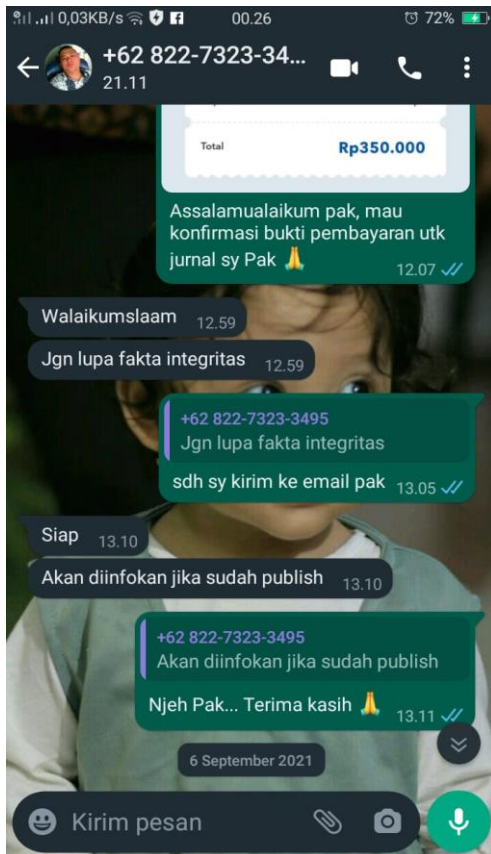 0,03KB/s
00.26
72%
+62 822-7323-34...
21.11
Total
Rp350.000
Assalamualaikum pak, mau
konfirmasi bukti pembayaran utk
jurnal sy Pak 🙏
12.07
Walaikumslaam
12.59
Jgn lupa fakta integritas
12.59
+62 822-7323-3495
Jgn lupa fakta integritas
sdh sy kirim ke email pak
13.05
Siap
13.10
Akan diinfokan jika sudah publish
13.10
+62 822-7323-3495
Akan diinfokan jika sudah publish
Njeh Pak... Terima kasih 🙏
13.11
6 September 2021
Kirim pesan